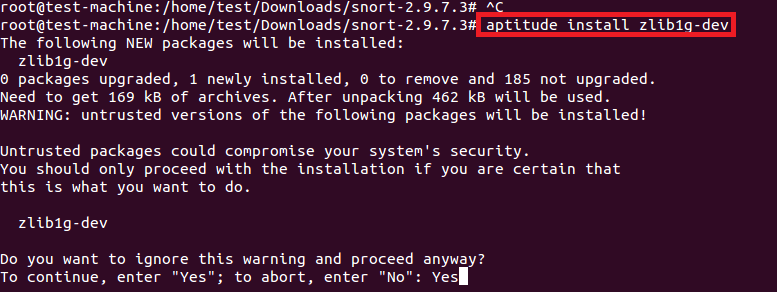 root@test-machine:/home/test/Downloads/snort-2.9.7.3# ^C
root@test-machine:/home/test/Downloads/snort-2.9.7.3# aptitude install zlib1g-dev
The following NEW packages will be installed:
  zlib1g-dev
0 packages upgraded, 1 newly installed, 0 to remove and 185 not upgraded.
Need to get 169 kB of archives. After unpacking 462 kB will be used.
WARNING: untrusted versions of the following packages will be installed!

Untrusted packages could compromise your system's security.
You should only proceed with the installation if you are certain that
this is what you want to do.

  zlib1g-dev

Do you want to ignore this warning and proceed anyway?
To continue, enter "Yes"; to abort, enter "No": Yes